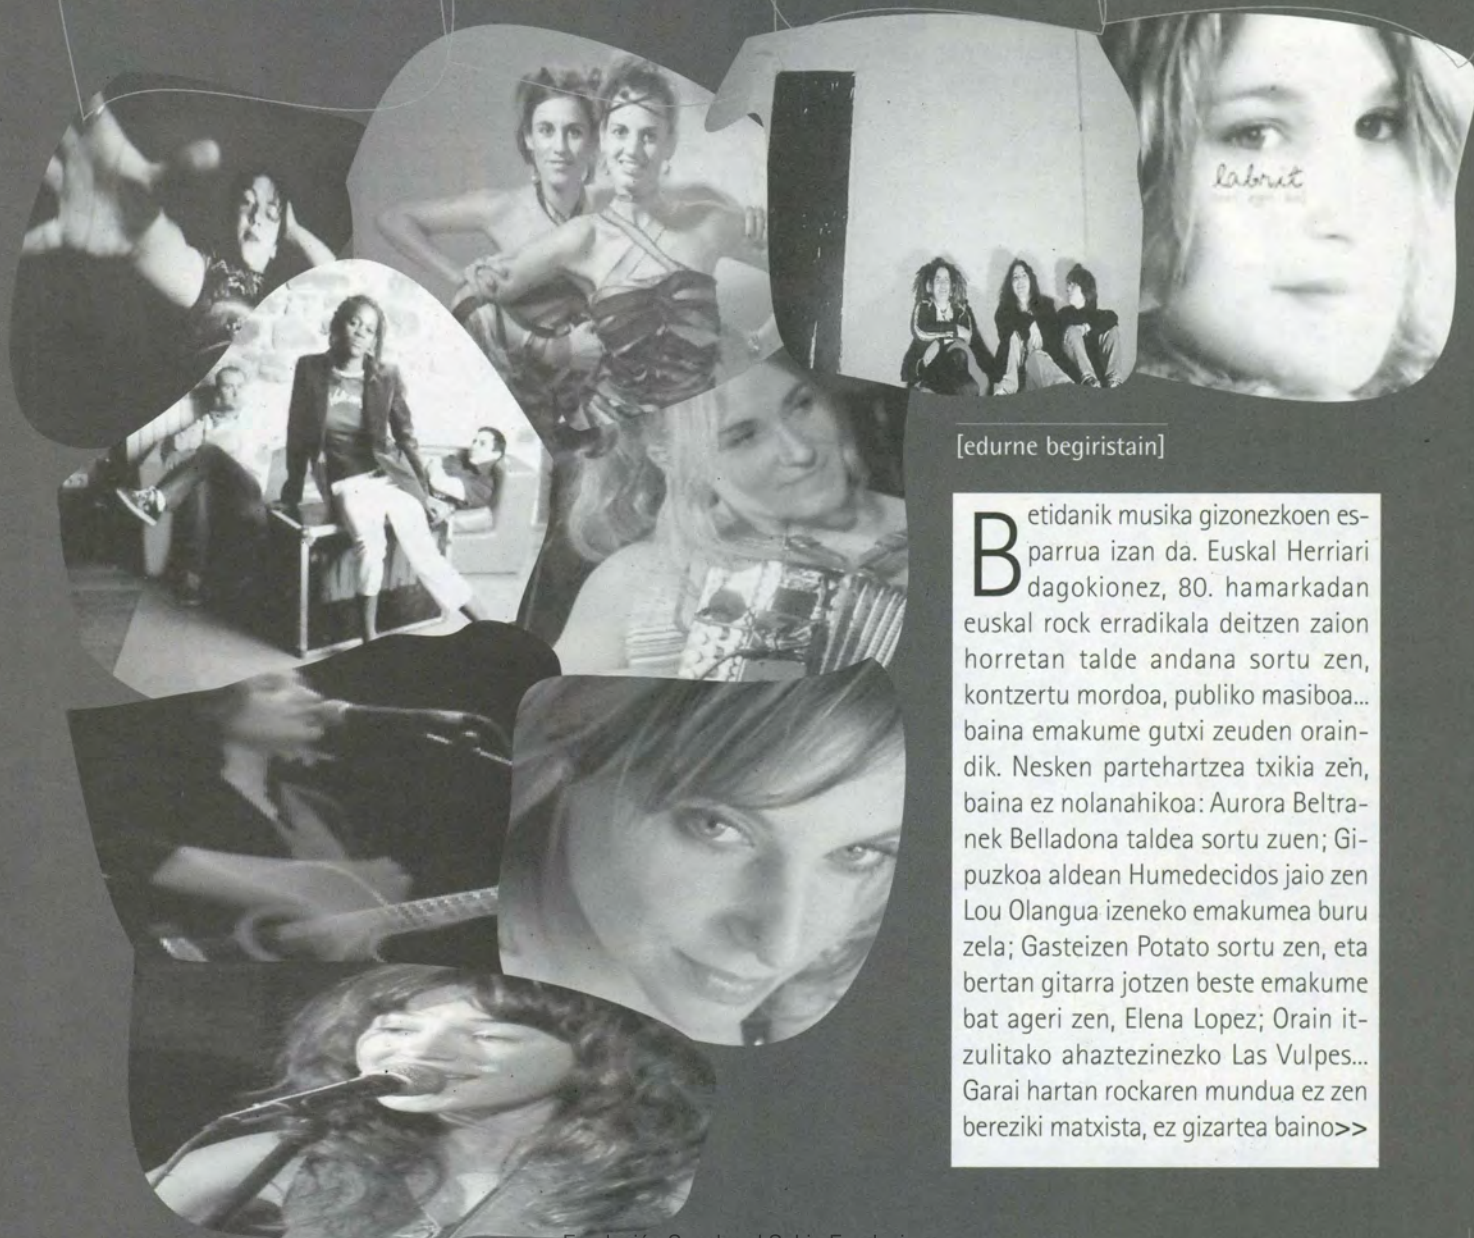 labrit
[edurne begiristain]
Betidanik musika gizonezkoen es-
parrua izan da. Euskal Herriari
dagokionez, 80. hamarkadan
euskal rock erradikala deitzen zaion
horretan talde andana sortu zen,
kontzertu mordoa, publiko masiboa...
baina emakume gutxi zeuden orain-
dik. Nesken partehartzea txikia zen,
baina ez nolanahikoa: Aurora Beltra-
nek Belladona taldea sortu zuen; Gi-
puzkoa aldean Humedecidos jaio zen
Lou Olangua izeneko emakumea buru
zela; Gasteizen Potato sortu zen, eta
bertan gitarra jotzen beste emakume
bat ageri zen, Elena Lopez; Orain it-
zulitako ahaztezinezko Las Vulpes...
Garai hartan rockaren mundua ez zen
bereziki matxista, ez gizartea baino>>